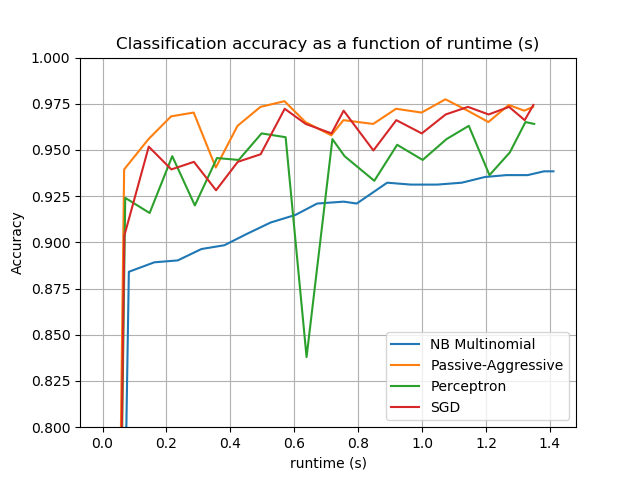 Classification accuracy as a function of runtime (s)
1.000
0.975
0.950
0.925
0.900
0.875
0.850
0.825
0.800
Accuracy
NB Multinomial
Passive-Aggressive
Perceptron
SGD
0.0 0.2 0.4 0.6 0.8 1.0 1.2 1.4
runtime (s)